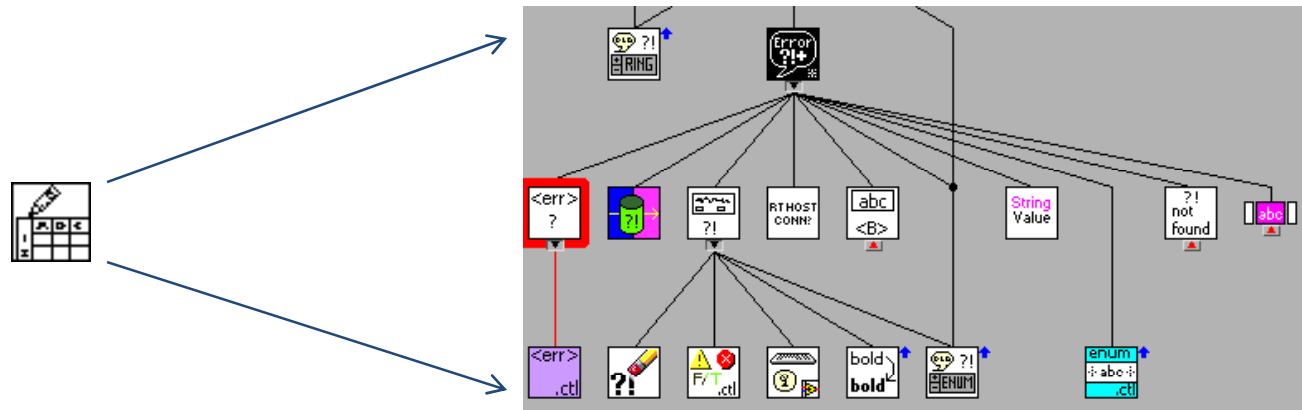 ?!
RING
Error
?!+
<err>
?
?!
?!
RT HOST
CONN?
abc
<B>
String
Value
?!
not
found
abc
<err>
.ctl
?!
F/T
.ctl
bold
bold
?!
ENUM
enum
abc
.ctl